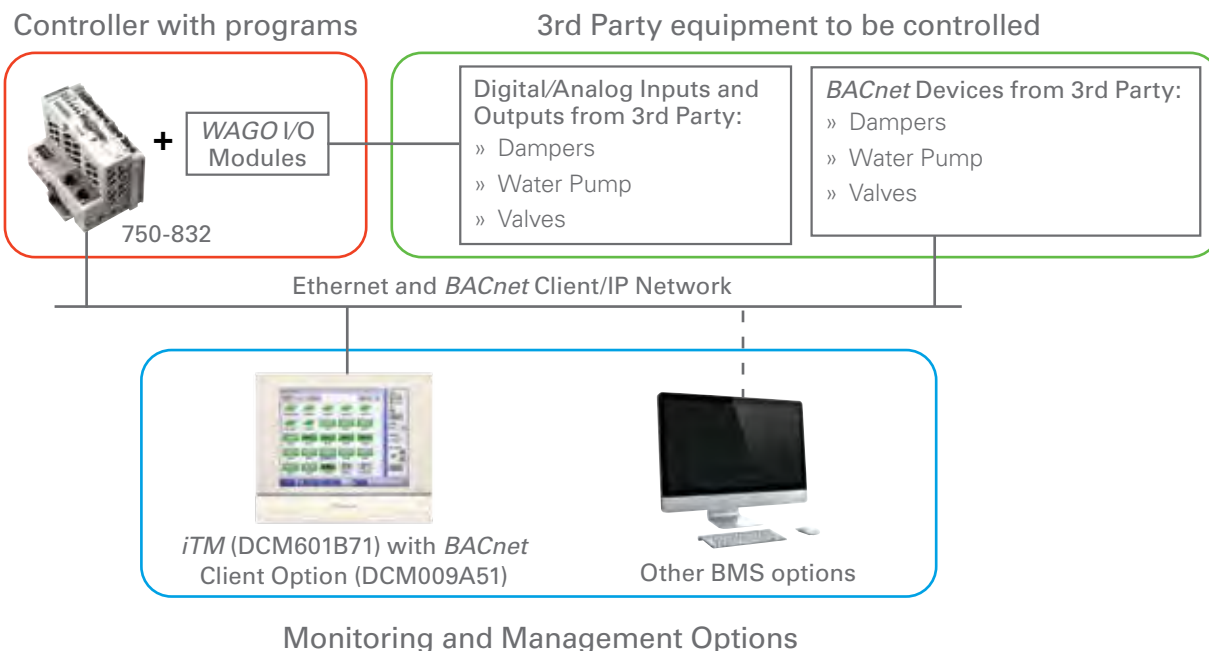 Controller with programs
3rd Party equipment to be controlled
+
WAGO I/O
Modules
750-832
Digital/Analog Inputs and
Outputs from 3rd Party:
» Dampers
» Water Pump
» Valves
BACnet Devices from 3rd Party:
» Dampers
» Water Pump
» Valves
Ethernet and BACnet Client/IP Network
iTM (DCM601B71) with BACnet
Client Option (DCM009A51)
Other BMS options
Monitoring and Management Options